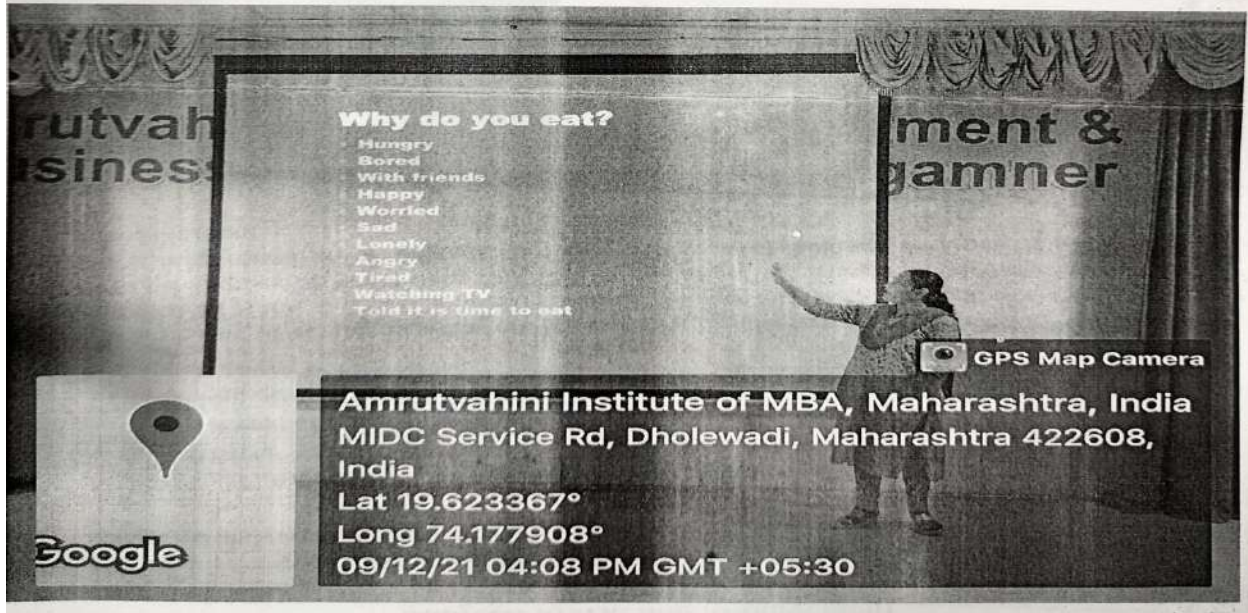 rutvah
siness
ment &
gamner
Why do you eat?
Hungry
Bored
With friends
Happy
Worried
Sad
Lonely
Angry
Tired
Watching TV
Told it is time to eat
GPS Map Camera
Amrutvahini Institute of MBA, Maharashtra, India
MIDC Service Rd, Dholewadi, Maharashtra 422608,
India
Lat 19.623367°
Long 74.177908°
09/12/21 04:08 PM GMT +05:30
Google